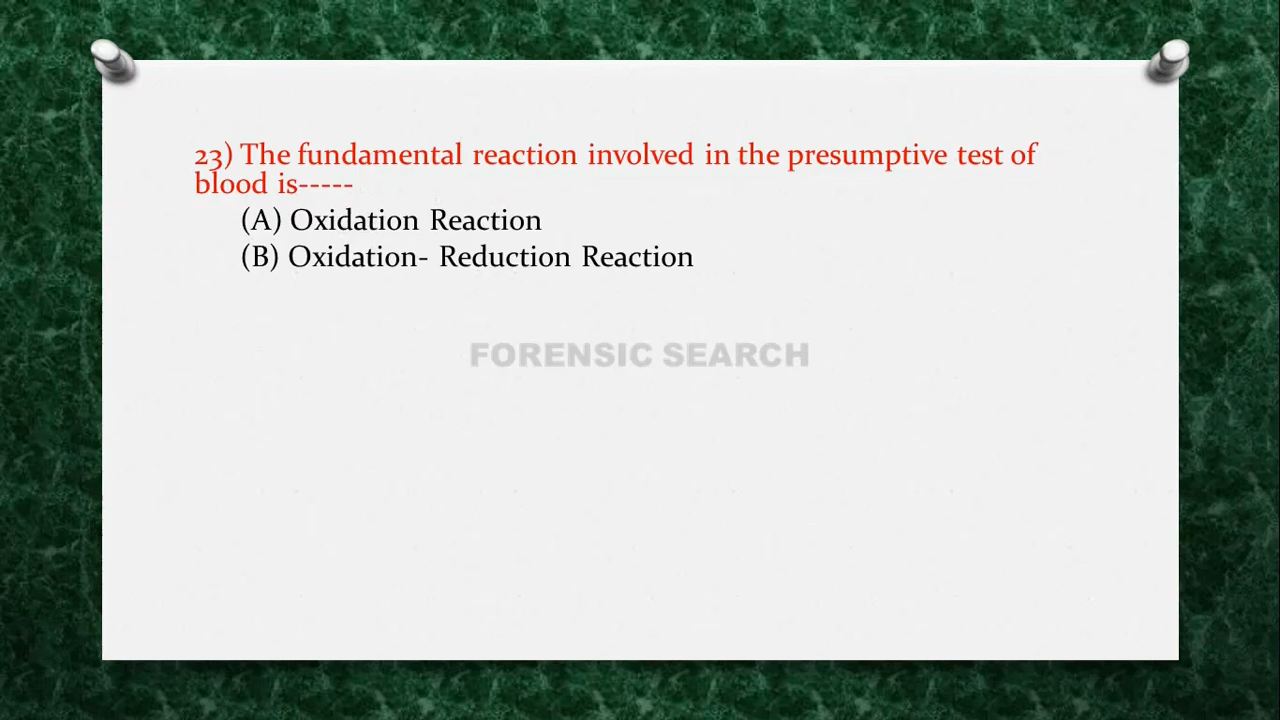 23) The fundamental reaction involved in the presumptive test of
blood is-----
(A) Oxidation Reaction
(B) Oxidation- Reduction Reaction
FORENSIC SEARCH